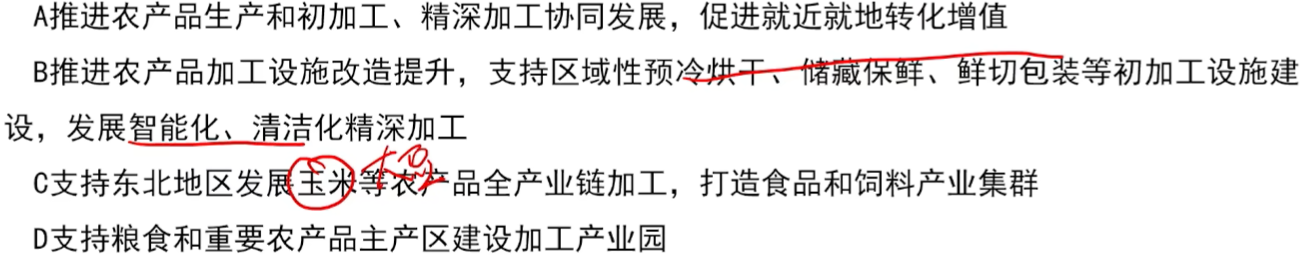 A推进农产品生产和初加工、精深加工协同发展，促进就近就地转化增值
B推进农产品加工设施改造提升，支持区域性预冷烘干、储藏保鲜、鲜切包装等初加工设施建
设，发展智能化、清洁化精深加工
C支持东北地区发展玉米等农产品全产业链加工，打造食品和饲料产业集群
大豆
D支持粮食和重要农产品主产区建设加工产业园